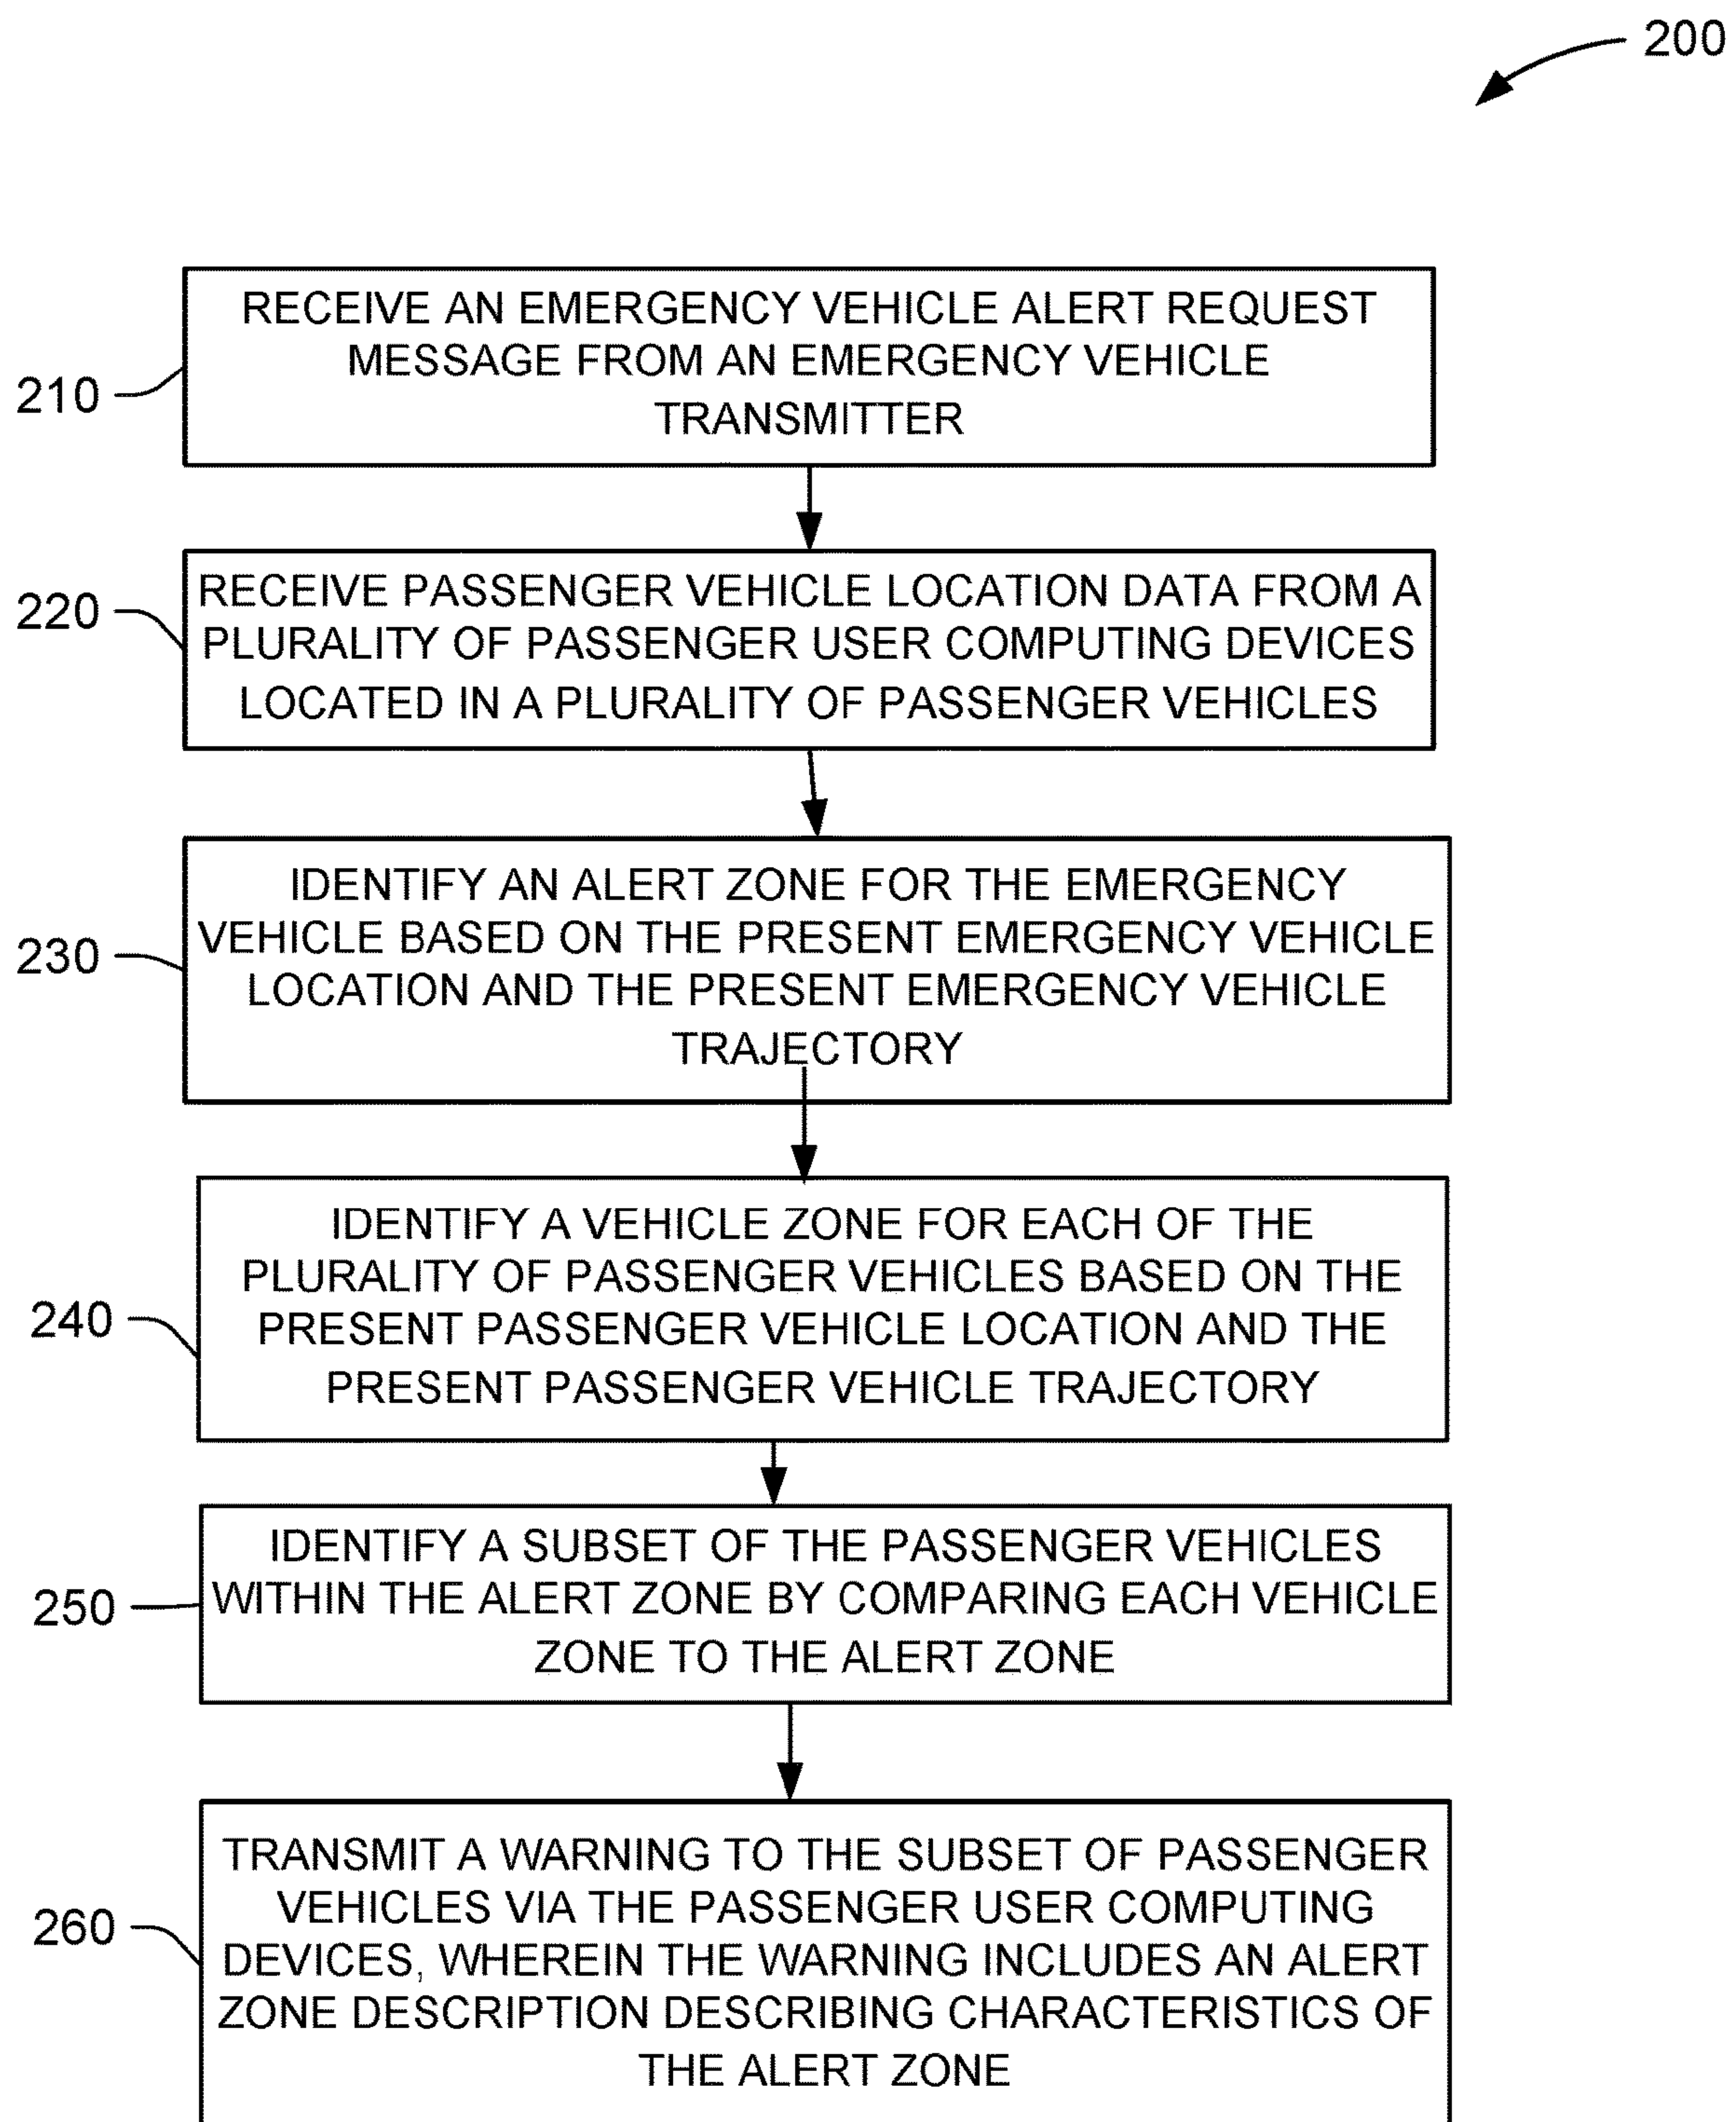 200
210
RECEIVE AN EMERGENCY VEHICLE ALERT REQUEST
MESSAGE FROM AN EMERGENCY VEHICLE
TRANSMITTER
220
RECEIVE PASSENGER VEHICLE LOCATION DATA FROM A
PLURALITY OF PASSENGER USER COMPUTING DEVICES
LOCATED IN A PLURALITY OF PASSENGER VEHICLES
230
IDENTIFY AN ALERT ZONE FOR THE EMERGENCY
VEHICLE BASED ON THE PRESENT EMERGENCY VEHICLE
LOCATION AND THE PRESENT EMERGENCY VEHICLE
TRAJECTORY
240
IDENTIFY A VEHICLE ZONE FOR EACH OF THE
PLURALITY OF PASSENGER VEHICLES BASED ON THE
PRESENT PASSENGER VEHICLE LOCATION AND THE
PRESENT PASSENGER VEHICLE TRAJECTORY
250
IDENTIFY A SUBSET OF THE PASSENGER VEHICLES
WITHIN THE ALERT ZONE BY COMPARING EACH VEHICLE
ZONE TO THE ALERT ZONE
260
TRANSMIT A WARNING TO THE SUBSET OF PASSENGER
VEHICLES VIA THE PASSENGER USER COMPUTING
DEVICES, WHEREIN THE WARNING INCLUDES AN ALERT
ZONE DESCRIPTION DESCRIBING CHARACTERISTICS OF
THE ALERT ZONE